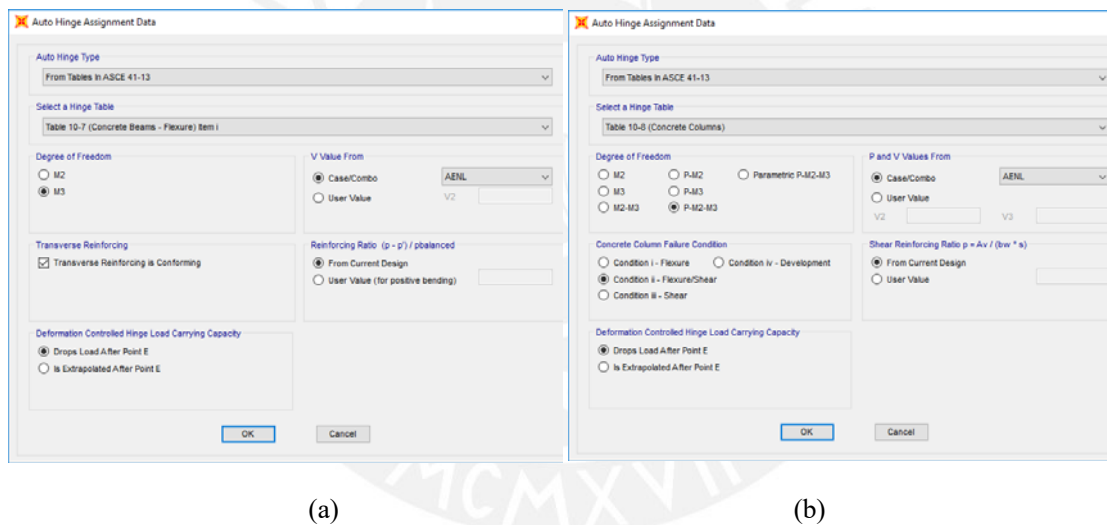 Auto Hinge Assignment Data
Auto Hinge Type
From Tables In ASCE 41-13
Select a Hinge Table
Table 10-7 (Concrete Beams - Flexure) Item i
Degree of Freedom
M2
M3
V Value From
Case/Combo
AENL
User Value
V2
Transverse Reinforcing
Transverse Reinforcing is Conforming
Reinforcing Ratio (p - p') / pbalanced
From Current Design
User Value (for positive bending)
Deformation Controlled Hinge Load Carrying Capacity
Drops Load After Point E
Is Extrapolated After Point E
OK
Cancel
(a)
Auto Hinge Assignment Data
Auto Hinge Type
From Tables In ASCE 41-13
Select a Hinge Table
Table 10-8 (Concrete Columns)
Degree of Freedom
M2
P-M2
Parametric P-M2-M3
M3
P-M3
M2-M3
P-M2-M3
P and V Values From
Case/Combo
AENL
User Value
V2
V3
Concrete Column Failure Condition
Condition i - Flexure
Condition iv - Development
Condition ii - Flexure/Shear
Condition iii - Shear
Shear Reinforcing Ratio p = Av / (bw * s)
From Current Design
User Value
Deformation Controlled Hinge Load Carrying Capacity
Drops Load After Point E
Is Extrapolated After Point E
OK
Cancel
(b)
MCMXVII